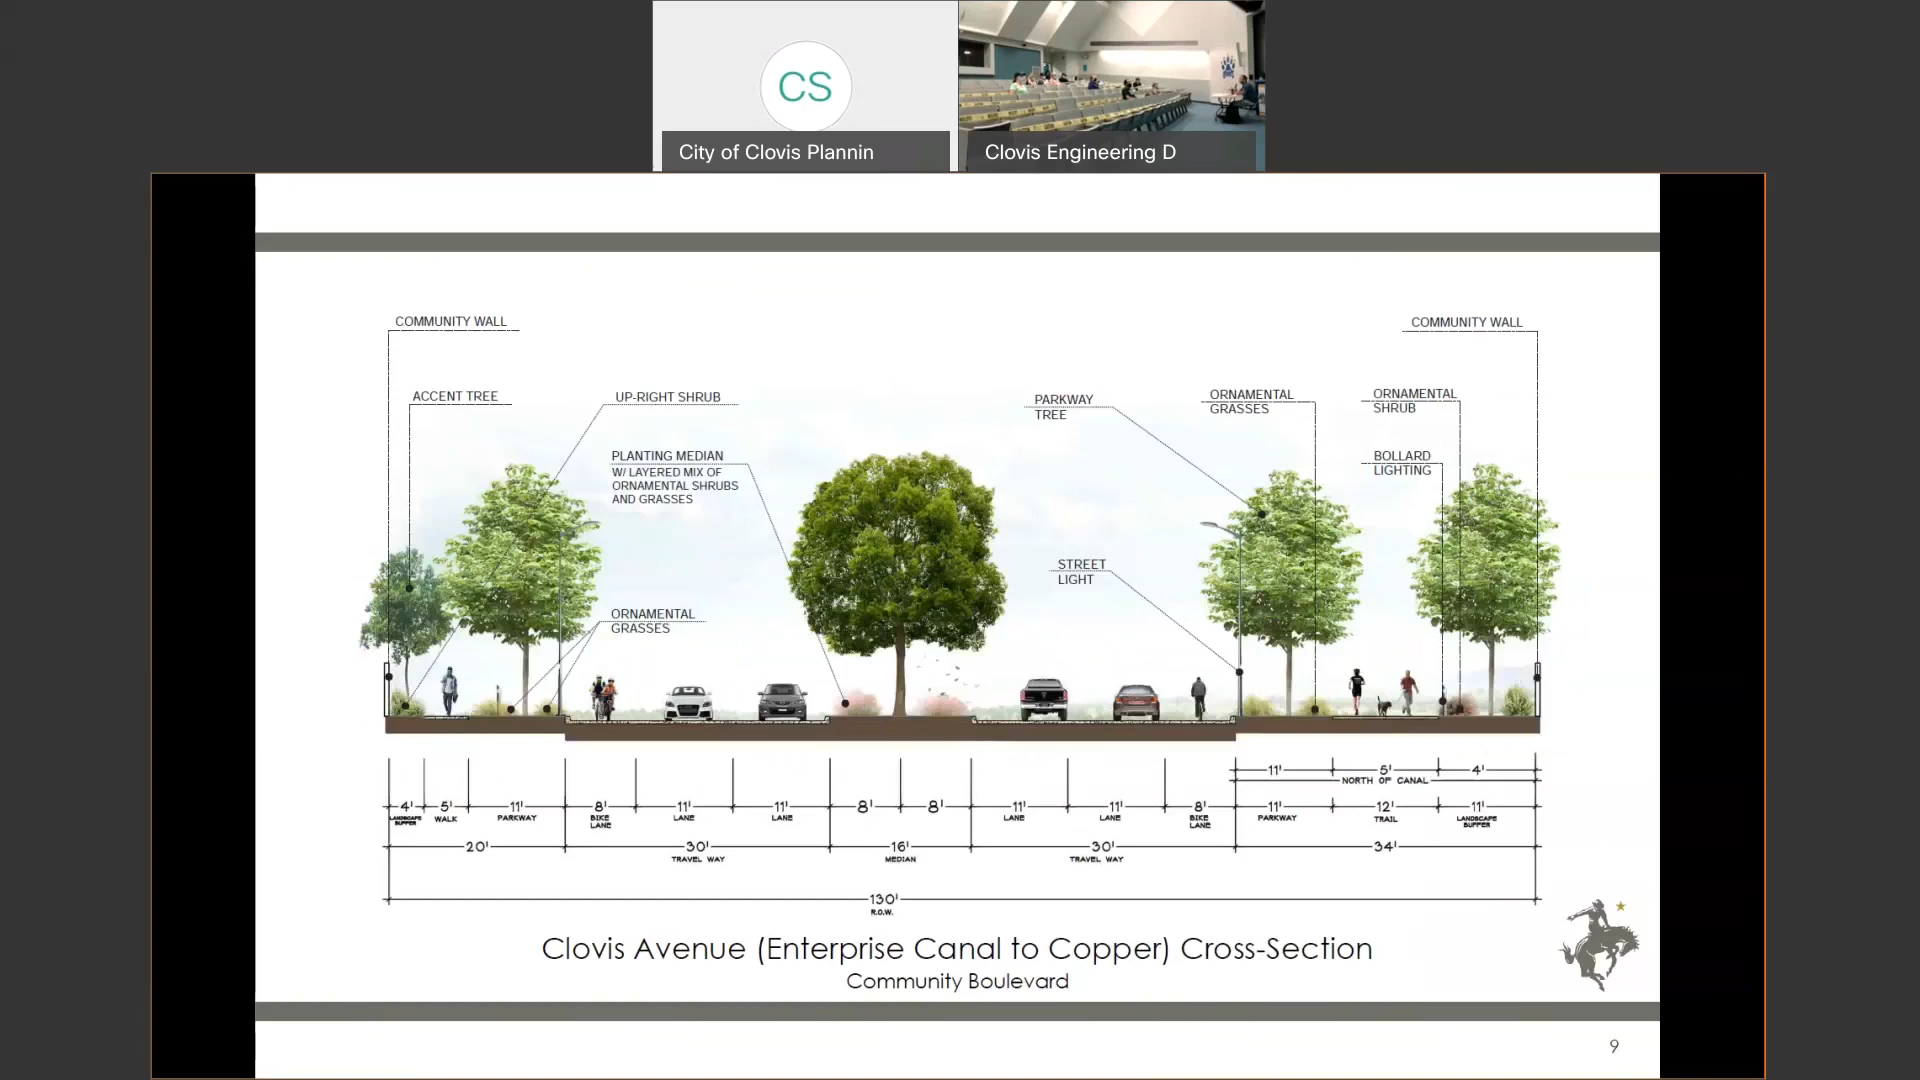 CS
City of Clovis Plannin
Clovis Engineering D
COMMUNITY WALL
COMMUNITY WALL
ACCENT TREE
UP-RIGHT SHRUB
PARKWAY
TREE
ORNAMENTAL
GRASSES
ORNAMENTAL
SHRUB
PLANTING MEDIAN
W/ LAYERED MIX OF
ORNAMENTAL SHRUBS
AND GRASSES
BOLLARD
LIGHTING
STREET
LIGHT
ORNAMENTAL
GRASSES
11' 5' 4'
NORTH OF CANAL
4' 5' 11' 8' 11' 11' 8' 8' 11' 11' 8' 11' 12' 11'
LANDSCAPE
BUFFER
WALK
PARKWAY
BIKE
LANE
LANE
LANE
LANE
LANE
BIKE
LANE
PARKWAY
TRAIL
LANDSCAPE
BUFFER
20' 30' 16' 30' 34'
TRAVEL WAY
MEDIAN
TRAVEL WAY
130'
R.O.W.
Clovis Avenue (Enterprise Canal to Copper) Cross-Section
Community Boulevard
9